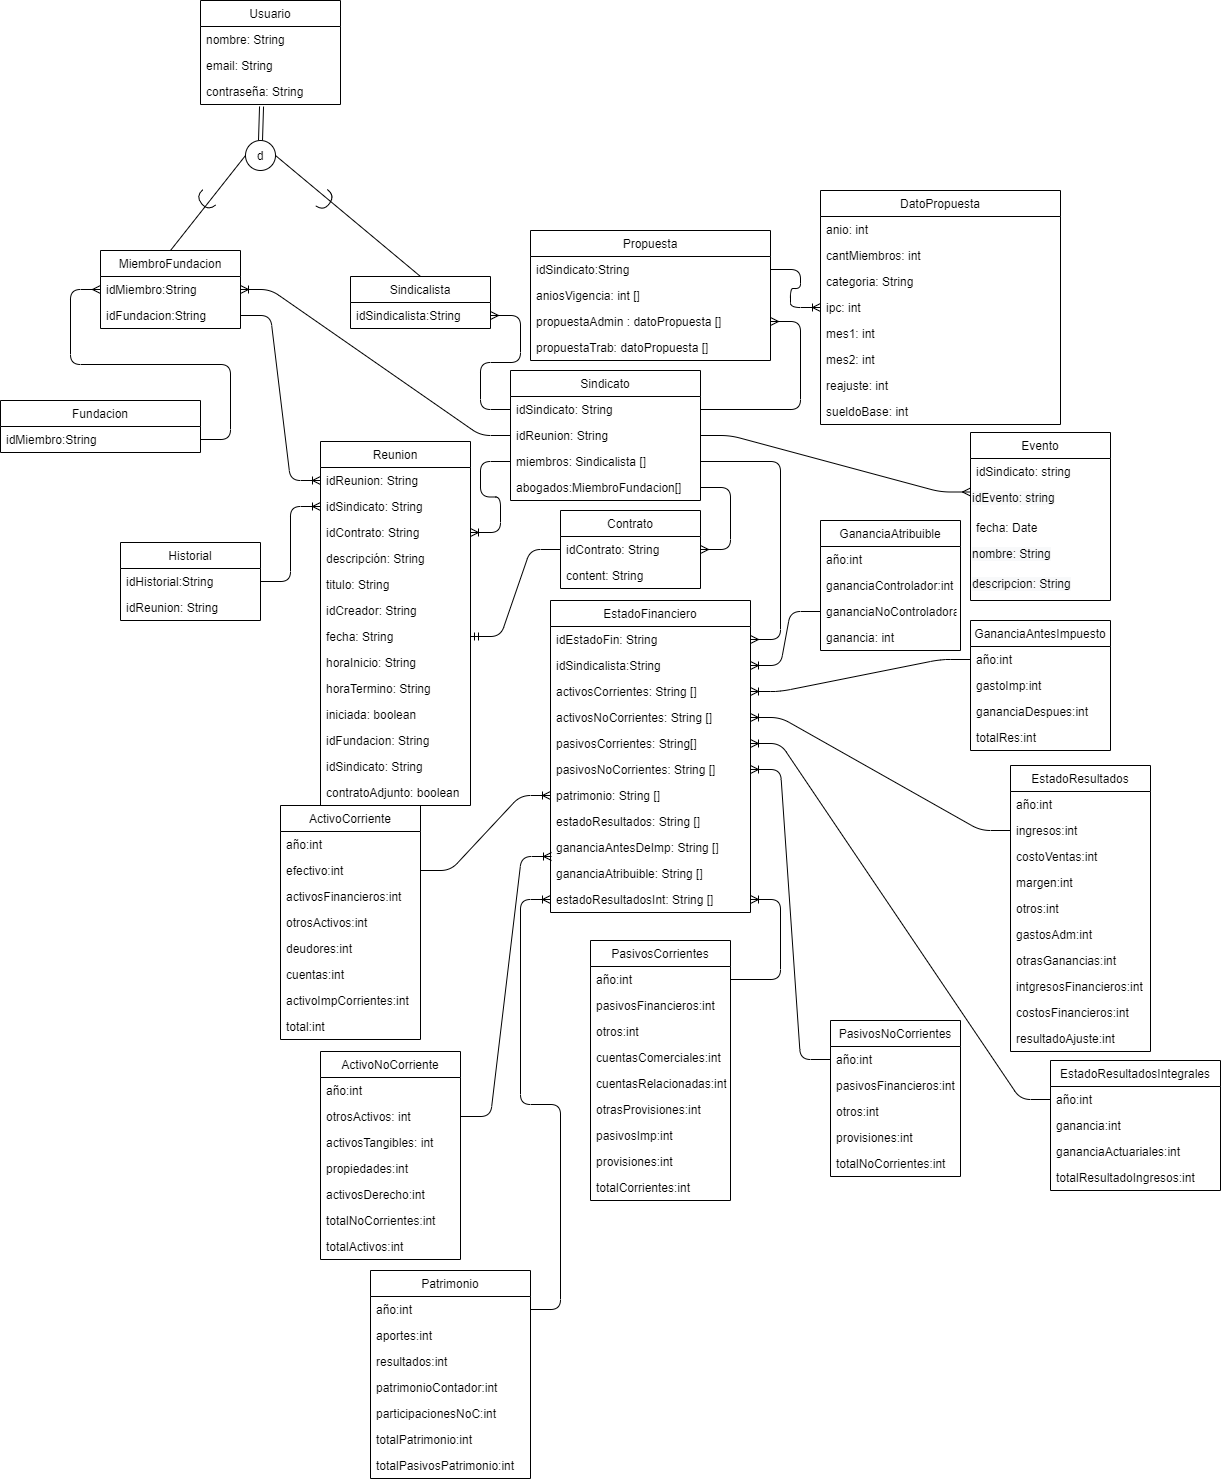 Usuario
nombre: String
email: String
contraseña: String
d
MiembroFundacion
idMiembro:String
idFundacion:String
Sindicalista
idSindicalista:String
Propuesta
idSindicato:String
aniosVigencia: int []
propuestaAdmin : datoPropuesta []
propuestaTrab: datoPropuesta []
DatoPropuesta
anio: int
cantMiembros: int
categoria: String
ipc: int
mes1: int
mes2: int
reajuste: int
sueldoBase: int
Fundacion
idMiembro:String
Sindicato
idSindicato: String
idReunion: String
miembros: Sindicalista []
abogados:MiembroFundacion[]
Evento
idSindicato: string
idEvento: string
fecha: Date
nombre: String
descripcion: String
Reunion
idReunion: String
idSindicato: String
idContrato: String
descripción: String
titulo: String
idCreador: String
fecha: String
horaInicio: String
horaTermino: String
iniciada: boolean
idFundacion: String
idSindicato: String
contratoAdjunto: boolean
Historial
idHistorial:String
idReunion: String
Contrato
idContrato: String
content: String
GananciaAtribuible
año:int
gananciaControlador:int
gananciaNoControladora
ganancia: int
EstadoFinanciero
idEstadoFin: String
idSindicalista:String
activosCorrientes: String []
activosNoCorrientes: String []
pasivosCorrientes: String[]
pasivosNoCorrientes: String []
patrimonio: String []
estadoResultados: String []
gananciaAntesDeImp: String []
gananciaAtribuible: String []
estadoResultadosInt: String []
GananciaAntesImpuesto
año:int
gastoImp:int
gananciaDespues:int
totalRes:int
EstadoResultados
año:int
ingresos:int
costoVentas:int
margen:int
otros:int
gastosAdm:int
otrasGanancias:int
intgresosFinancieros:int
costosFinancieros:int
resultadoAjuste:int
ActivoCorriente
año:int
efectivo:int
activosFinancieros:int
otrosActivos:int
deudores:int
cuentas:int
activoImpCorrientes:int
total:int
PasivosCorrientes
año:int
pasivosFinancieros:int
otros:int
cuentasComerciales:int
cuentasRelacionadas:int
otrasProvisiones:int
pasivosImp:int
provisiones:int
totalCorrientes:int
PasivosNoCorrientes
año:int
pasivosFinancieros:int
otros:int
provisiones:int
totalNoCorrientes:int
EstadoResultadosIntegrales
año:int
ganancia:int
gananciaActuariales:int
totalResultadoIngresos:int
ActivoNoCorriente
año:int
otrosActivos: int
activosTangibles: int
propiedades:int
activosDerecho:int
totalNoCorrientes:int
totalActivos:int
Patrimonio
año:int
aportes:int
resultados:int
patrimonioContador:int
participacionesNoC:int
totalPatrimonio:int
totalPasivosPatrimonio:int